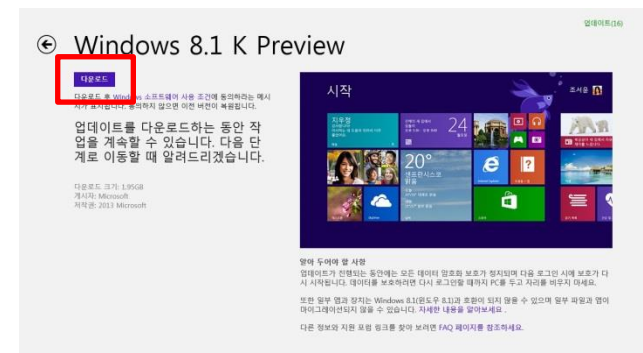 업데이트(16)
Windows 8.1 K Preview
다운로드
다운로드 후 Windows 소프트웨어 사용 조건에 동의하라는 메시
지가 표시됩니다. 동의하지 않으면 이전 버전이 복원됩니다.
업데이트를 다운로드하는 동안 작
업을 계속할 수 있습니다. 다음 단
계로 이동할 때 알려드리겠습니다.
다운로드 크기: 1.95GB
게시자: Microsoft
저작권: 2013 Microsoft
시작
조서윤
24
20°
샌프란시스코
맑음
알아 두어야 할 사항
업데이트가 진행되는 동안에는 모든 데이터 암호화 보호가 정지되며 다음 로그인 시에 보호가 다
시 시작됩니다. 데이터를 보호하려면 다시 로그인할 때까지 PC를 두고 자리를 비우지 마세요.
또한 일부 앱과 장치는 Windows 8.1(윈도우 8.1)과 호환이 되지 않을 수 있으며 일부 파일과 앱이
마이그레이션되지 않을 수 있습니다. 자세한 내용을 알아보세요 .
다른 정보와 지원 포럼 링크를 찾아 보려면 FAQ 페이지를 참조하세요.